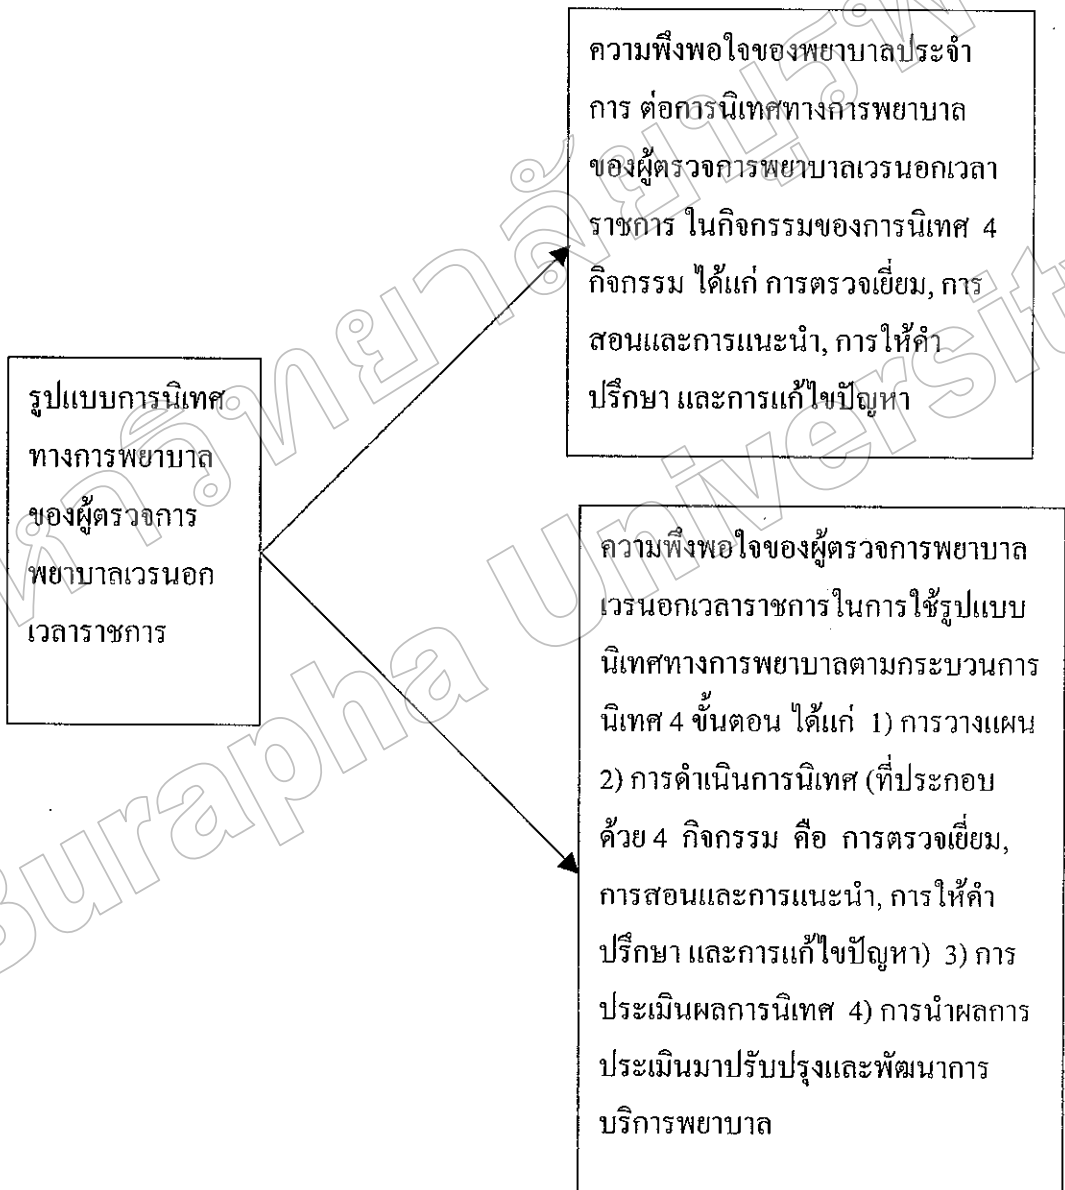 ความพึงพอใจของพยาบาลประจำ
การ ต่อการนิเทศทางการพยาบาล
ของผู้ตรวจการพยาบาลเวรนอกเวลา
ราชการ ในกิจกรรมของการนิเทศ 4
กิจกรรม ได้แก่ การตรวจเยี่ยม, การ
สอนและการแนะนำ, การให้คำ
ปรึกษา และการแก้ไขปัญหา
รูปแบบการนิเทศ
ทางการพยาบาล
ของผู้ตรวจการ
พยาบาลเวรนอก
เวลาราชการ
ความพึงพอใจของผู้ตรวจการพยาบาล
เวรนอกเวลาราชการในการใช้รูปแบบ
นิเทศทางการพยาบาลตามกระบวนการ
นิเทศ 4 ขั้นตอน ได้แก่ 1) การวางแผน
2) การดำเนินการนิเทศ (ที่ประกอบ
ด้วย 4 กิจกรรม คือ การตรวจเยี่ยม,
การสอนและการแนะนำ, การให้คำ
ปรึกษา และการแก้ไขปัญหา) 3) การ
ประเมินผลการนิเทศ 4) การนำผลการ
ประเมินมาปรับปรุงและพัฒนาการ
บริการพยาบาล
Burapha University